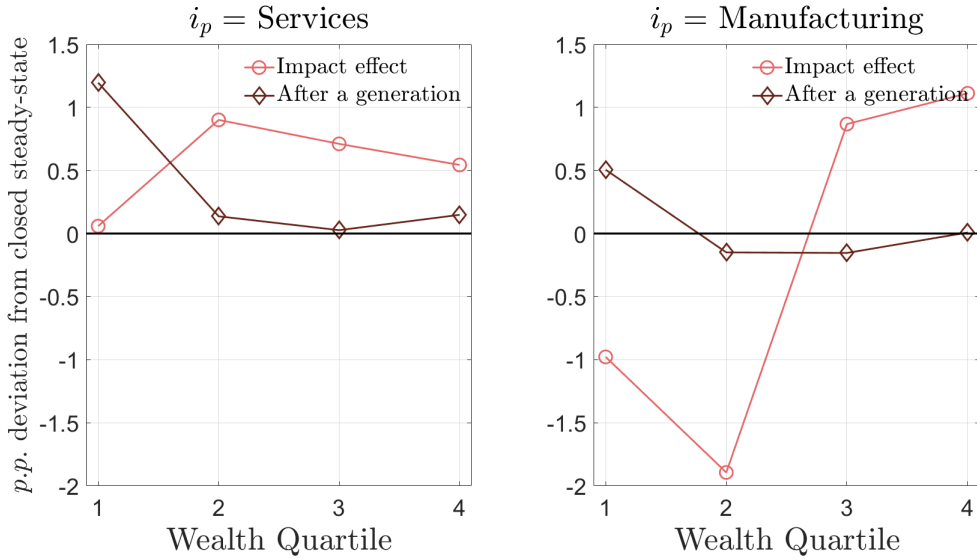 i_p = Services
p.p. deviation from closed steady-state
1.5
1
0.5
0
-0.5
-1
-1.5
-2
Impact effect
After a generation
1 2 3 4
Wealth Quartile
i_p = Manufacturing
1.5
1
0.5
0
-0.5
-1
-1.5
-2
Impact effect
After a generation
1 2 3 4
Wealth Quartile